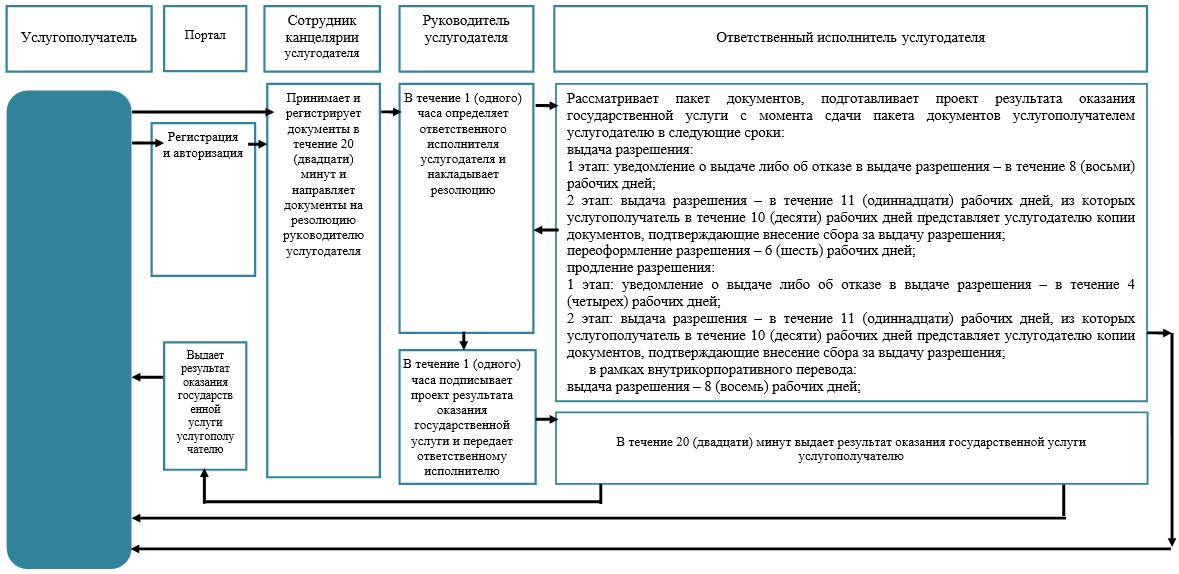 Услугополучатель
Портал
Сотрудник
канцелярии
услугодателя
Руководитель
услугодателя
Ответственный исполнитель услугодателя
Регистрация
и авторизация
Принимает и
регистрирует
документы в
течение 20
(двадцати)
минут и
направляет
документы на
резолюцию
руководителю
услугодателя
В течение 1 (одного)
часа определяет
ответственного
исполнителя
услугодателя и
накладывает
резолюцию
Рассматривает пакет документов, подготавливает проект результата оказания
государственной услуги с момента сдачи пакета документов услугополучателем
услугодателю в следующие сроки:
выдача разрешения:
1 этап: уведомление о выдаче либо об отказе в выдаче разрешения – в течение 8 (восьми)
рабочих дней;
2 этап: выдача разрешения – в течение 11 (одиннадцати) рабочих дней, из которых
услугополучатель в течение 10 (десяти) рабочих дней представляет услугодателю копии
документов, подтверждающие внесение сбора за выдачу разрешения;
переоформление разрешения – 6 (шесть) рабочих дней;
продление разрешения:
1 этап: уведомление о выдаче либо об отказе в выдаче разрешения – в течение 4
(четырех) рабочих дней;
2 этап: выдача разрешения – в течение 11 (одиннадцати) рабочих дней, из которых
услугополучатель в течение 10 (десяти) рабочих дней представляет услугодателю копии
документов, подтверждающие внесение сбора за выдачу разрешения;
в рамках внутрикорпоративного перевода:
выдача разрешения – 8 (восемь) рабочих дней;
Выдает
результат
оказания
государств
енной
услуги
услугополу
чателю
В течение 1 (одного)
часа подписывает
проект результата
оказания
государственной
услуги и передает
ответственному
исполнителю
В течение 20 (двадцати) минут выдает результат оказания государственной услуги
услугополучателю